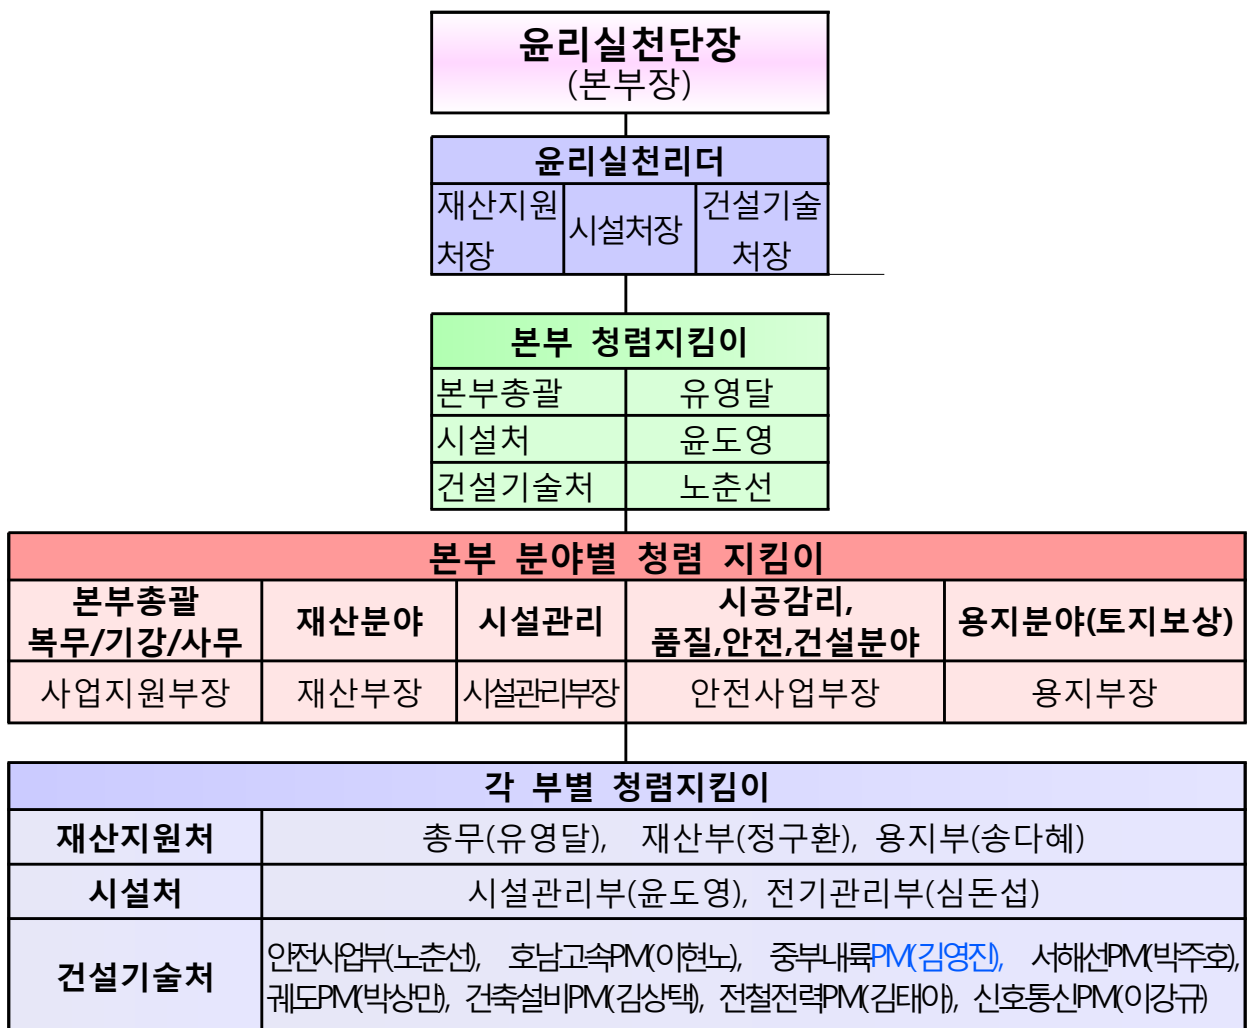 윤리실천단장
(본부장)
윤리실천리더
재산지원
처장
시설처장
건설기술
처장
본부 청렴지킴이
본부총괄 유영달
시설처 윤도영
건설기술처 노춘선
본부 분야별 청렴 지킴이
본부총괄
복무/기강/사무
재산분야
시설관리
시공감리,
품질,안전,건설분야
용지분야(토지보상)
사업지원부장 재산부장 시설관리부장 안전사업부장 용지부장
각 부별 청렴지킴이
재산지원처 총무(유영달), 재산부(정구환), 용지부(송다혜)
시설처 시설관리부(윤도영), 전기관리부(심돈섭)
건설기술처
안전사업부(노춘선), 호남고속PM(이현노), 중부내륙PM(김영진), 서해선PM(박주호),
궤도PM(박상만), 건축설비PM(김상택), 전철전력PM(김태아), 신호통신PM(이강규)